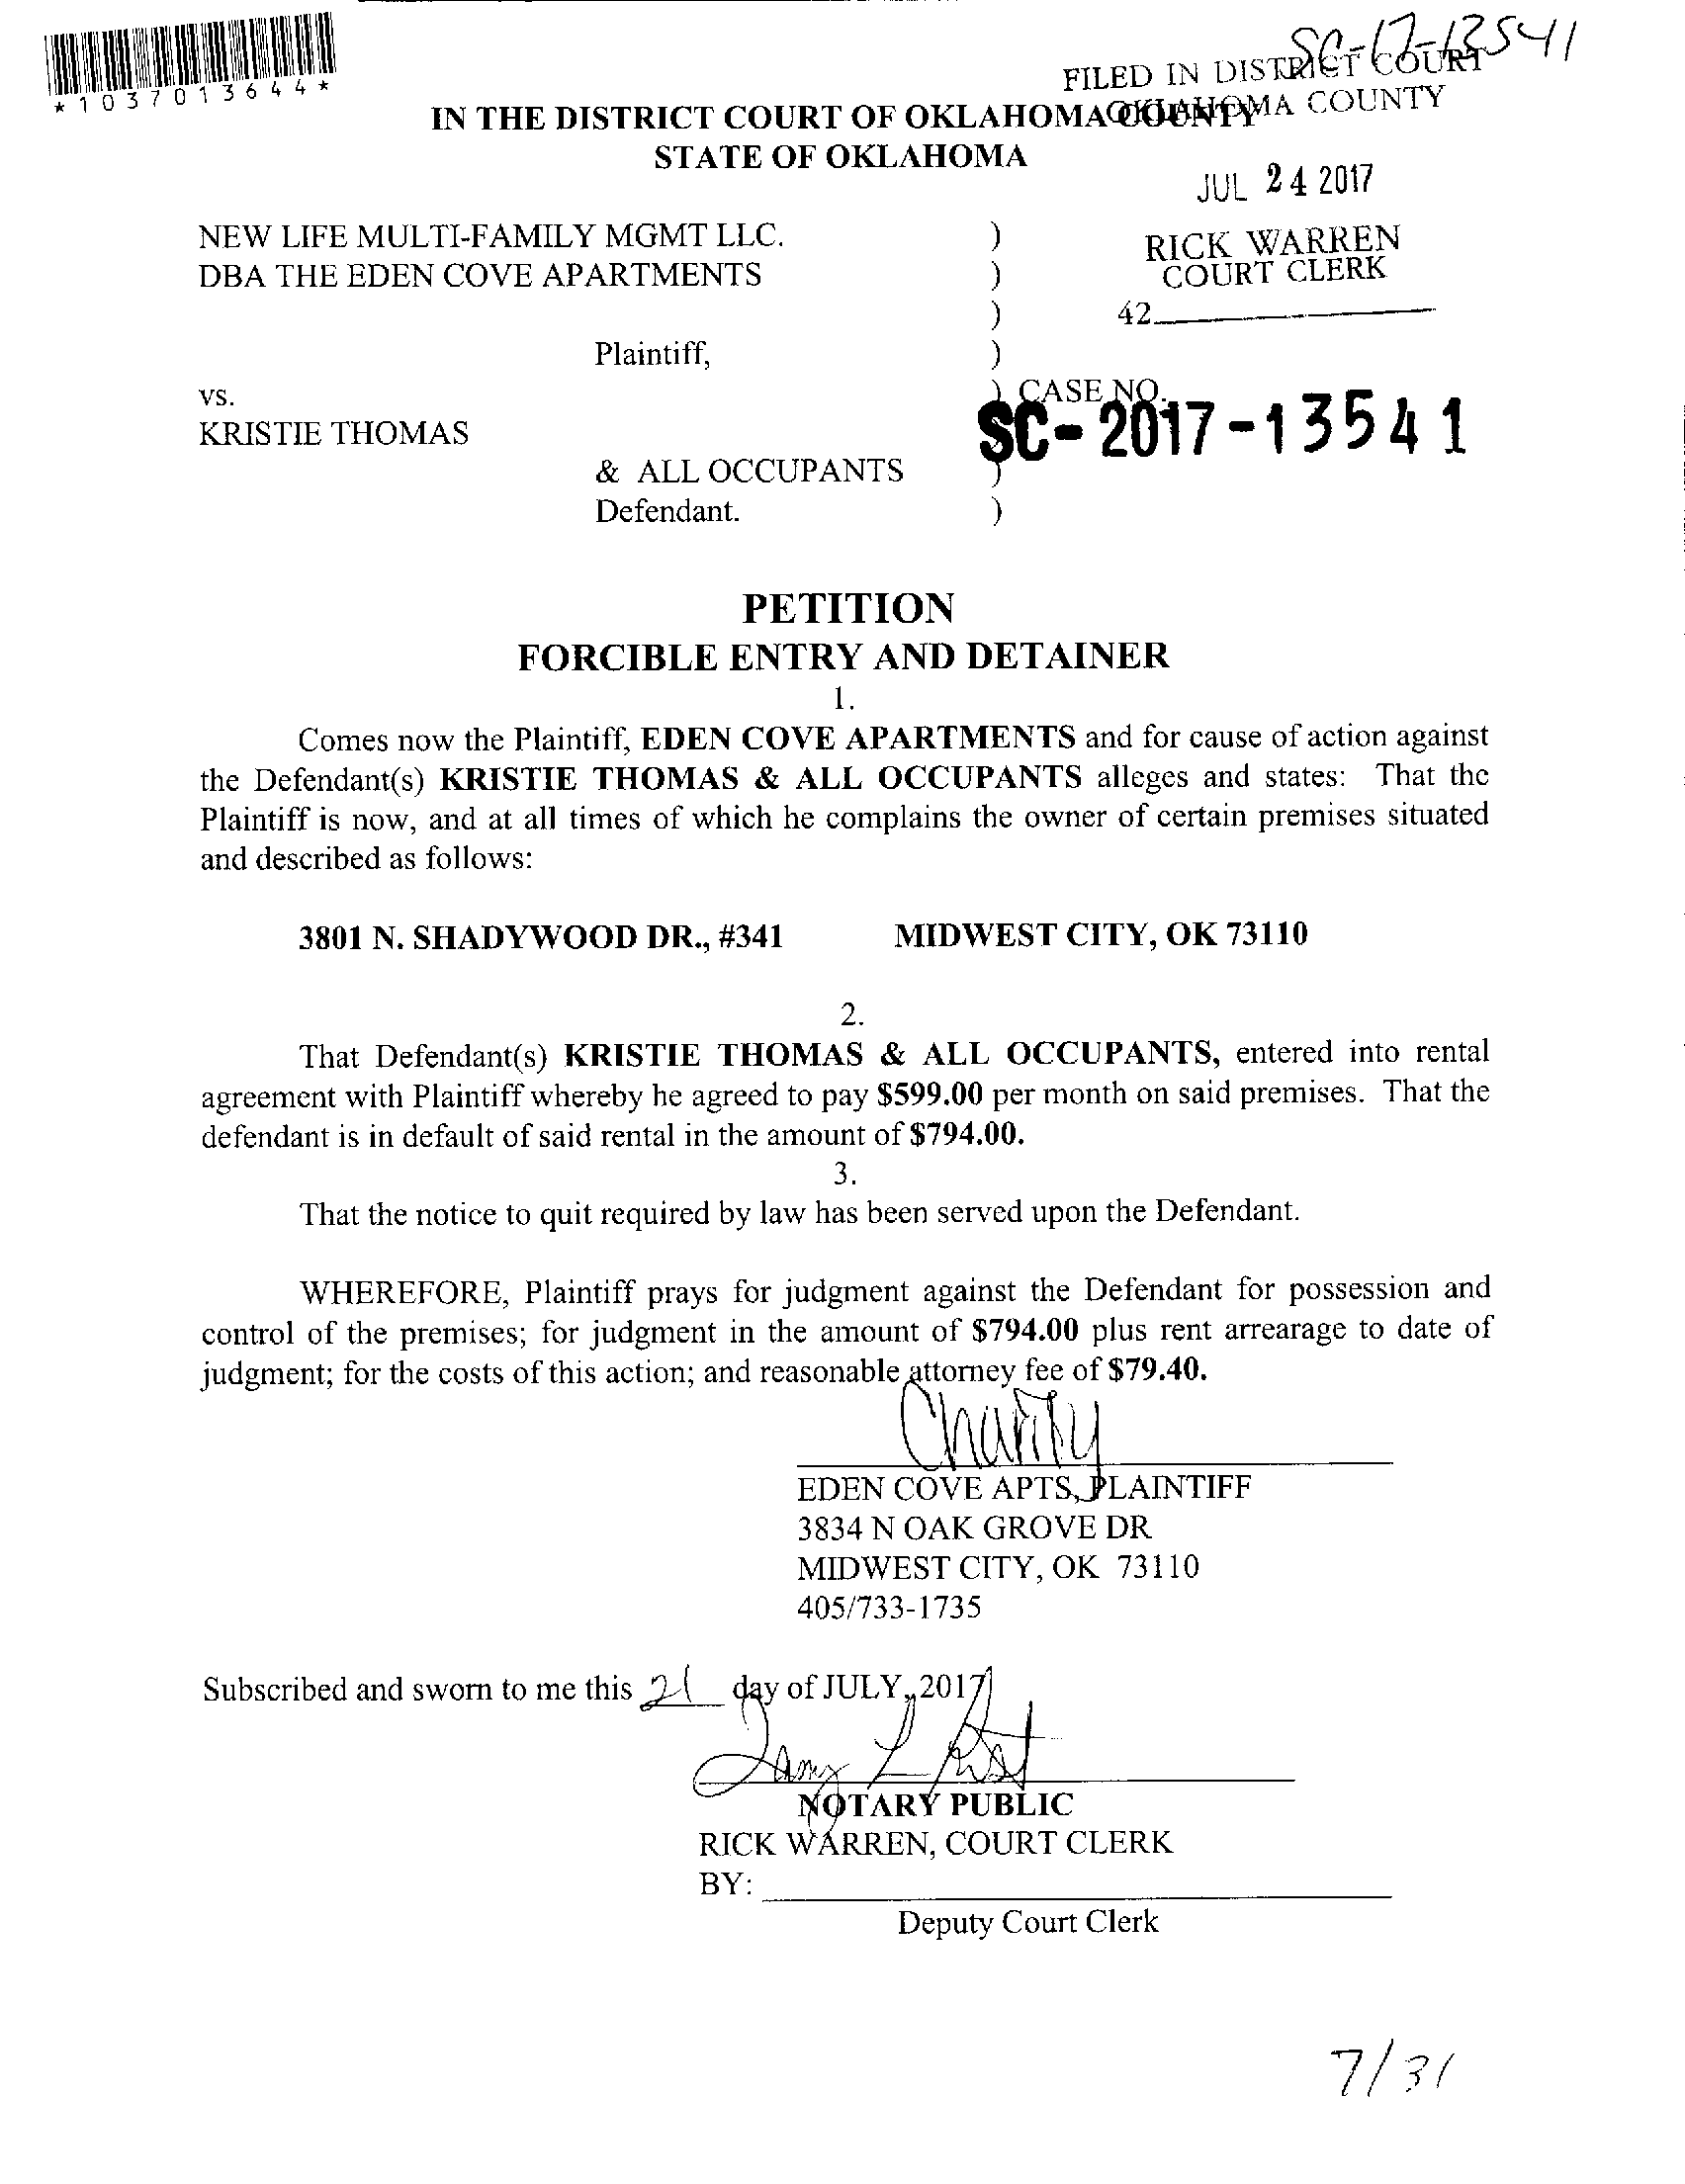 SC-17-13541
*1037013644*
FILED IN DISTRICT COURT
OKLAHOMA COUNTY
IN THE DISTRICT COURT OF OKLAHOMA COUNTY
STATE OF OKLAHOMA
JUL 24 2017
NEW LIFE MULTI-FAMILY MGMT LLC. )
DBA THE EDEN COVE APARTMENTS )
RICK WARREN
COURT CLERK
)
42
Plaintiff, )
vs. ) CASE NO.
SC-2017-13541
KRISTIE THOMAS
& ALL OCCUPANTS )
Defendant. )
PETITION
FORCIBLE ENTRY AND DETAINER
1.
Comes now the Plaintiff, EDEN COVE APARTMENTS and for cause of action against
the Defendant(s) KRISTIE THOMAS & ALL OCCUPANTS alleges and states: That the
Plaintiff is now, and at all times of which he complains the owner of certain premises situated
and described as follows:
3801 N. SHADYWOOD DR., #341 MIDWEST CITY, OK 73110
2.
That Defendant(s) KRISTIE THOMAS & ALL OCCUPANTS, entered into rental
agreement with Plaintiff whereby he agreed to pay $599.00 per month on said premises. That the
defendant is in default of said rental in the amount of $794.00.
3.
That the notice to quit required by law has been served upon the Defendant.
WHEREFORE, Plaintiff prays for judgment against the Defendant for possession and
control of the premises; for judgment in the amount of $794.00 plus rent arrearage to date of
judgment; for the costs of this action; and reasonable attorney fee of $79.40.
Charity
EDEN COVE APTS, PLAINTIFF
3834 N OAK GROVE DR
MIDWEST CITY, OK 73110
405/733-1735
Subscribed and sworn to me this 21 day of JULY, 2017
NOTARY PUBLIC
RICK WARREN, COURT CLERK
BY:
Deputy Court Clerk
7/31